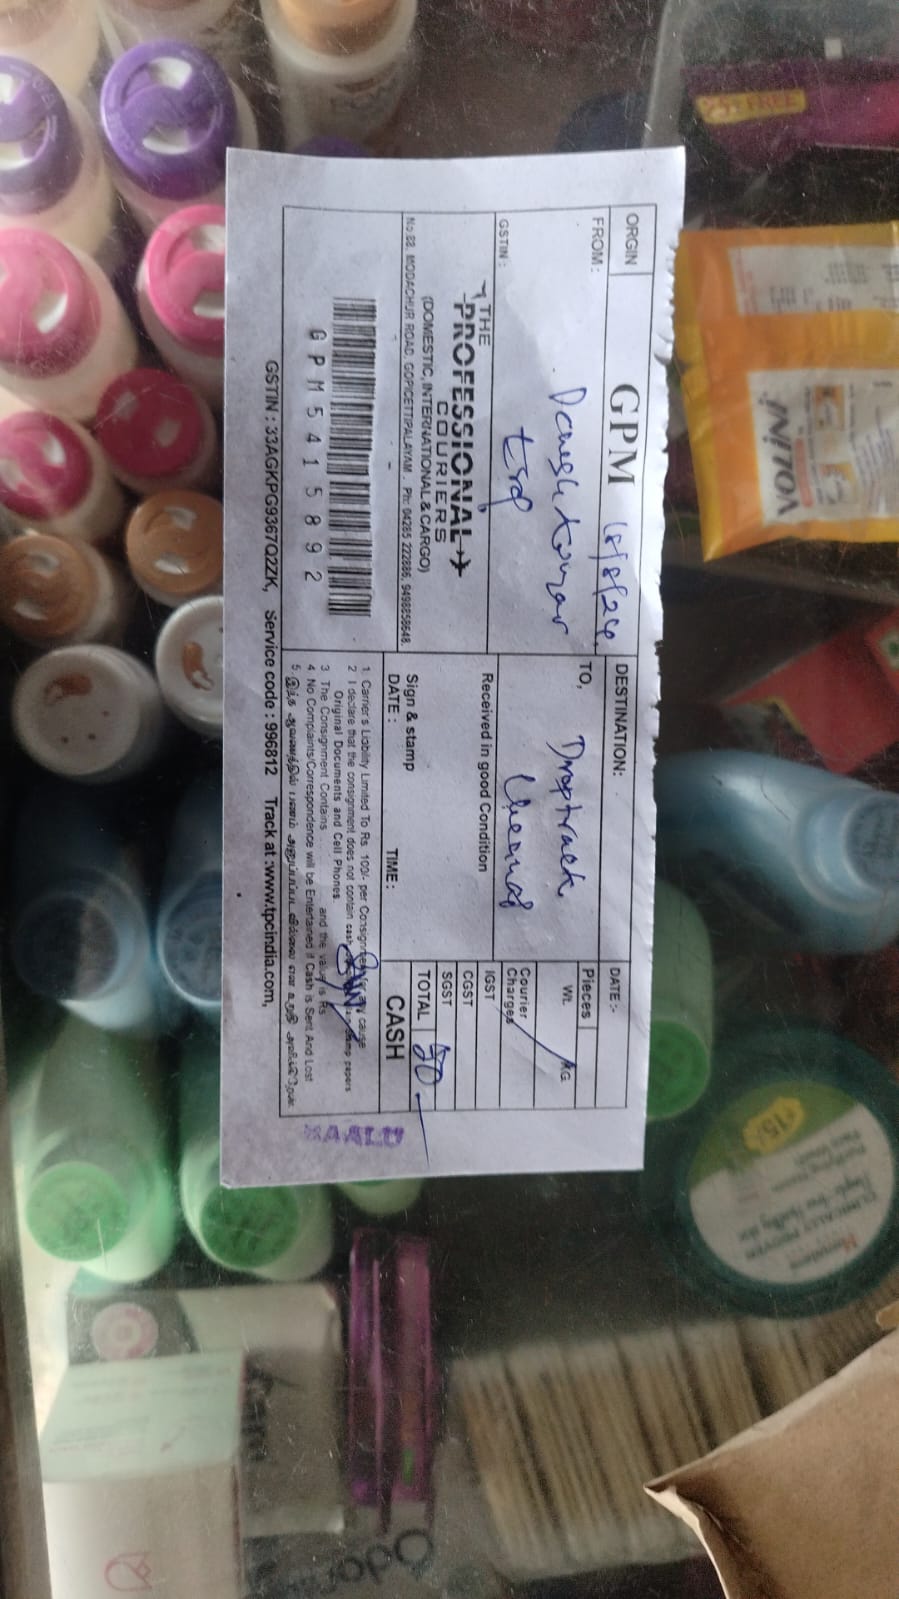 VOLINI
₹15/-
ORGIN
GPM
18/8/24
DESTINATION:
DATE :-
FROM :
Danesh Kumar
TO,
Droptrack
Chennai
Pieces
Wt.
KG.
Courier
Charges
GSTIN :
IGST
CGST
SGST
TOTAL
50
CASH
THE
PROFESSIONAL
COURIERS
(DOMESTIC, INTERNATIONAL & CARGO)
No.88, MODACHUR ROAD, GOPICETTIPALAYAM . Ph: 04285 222886, 9498858648.
Received in good Condition
Sign & stamp
DATE :
TIME :
GPM5415892
1. Carrier's Liability Limited To Rs. 100/- per Consignment for any cause
2 I declare that the consignment does not contain cash stamp papers
Original Documents and Cell Phones.
3 The Consignment Contains ............ and the value is Rs
4 No Complaints/Correspondence will be Entertained if Cash is Sent And Lost
5. இந்த ஆவணத்தில் பணம் அனுப்பப்படவில்லை என உறுதி அளிக்கிறேன்.
GSTIN : 33AGKPG9367Q2ZK, Service code : 996812 Track at :www.tpcindia.com,